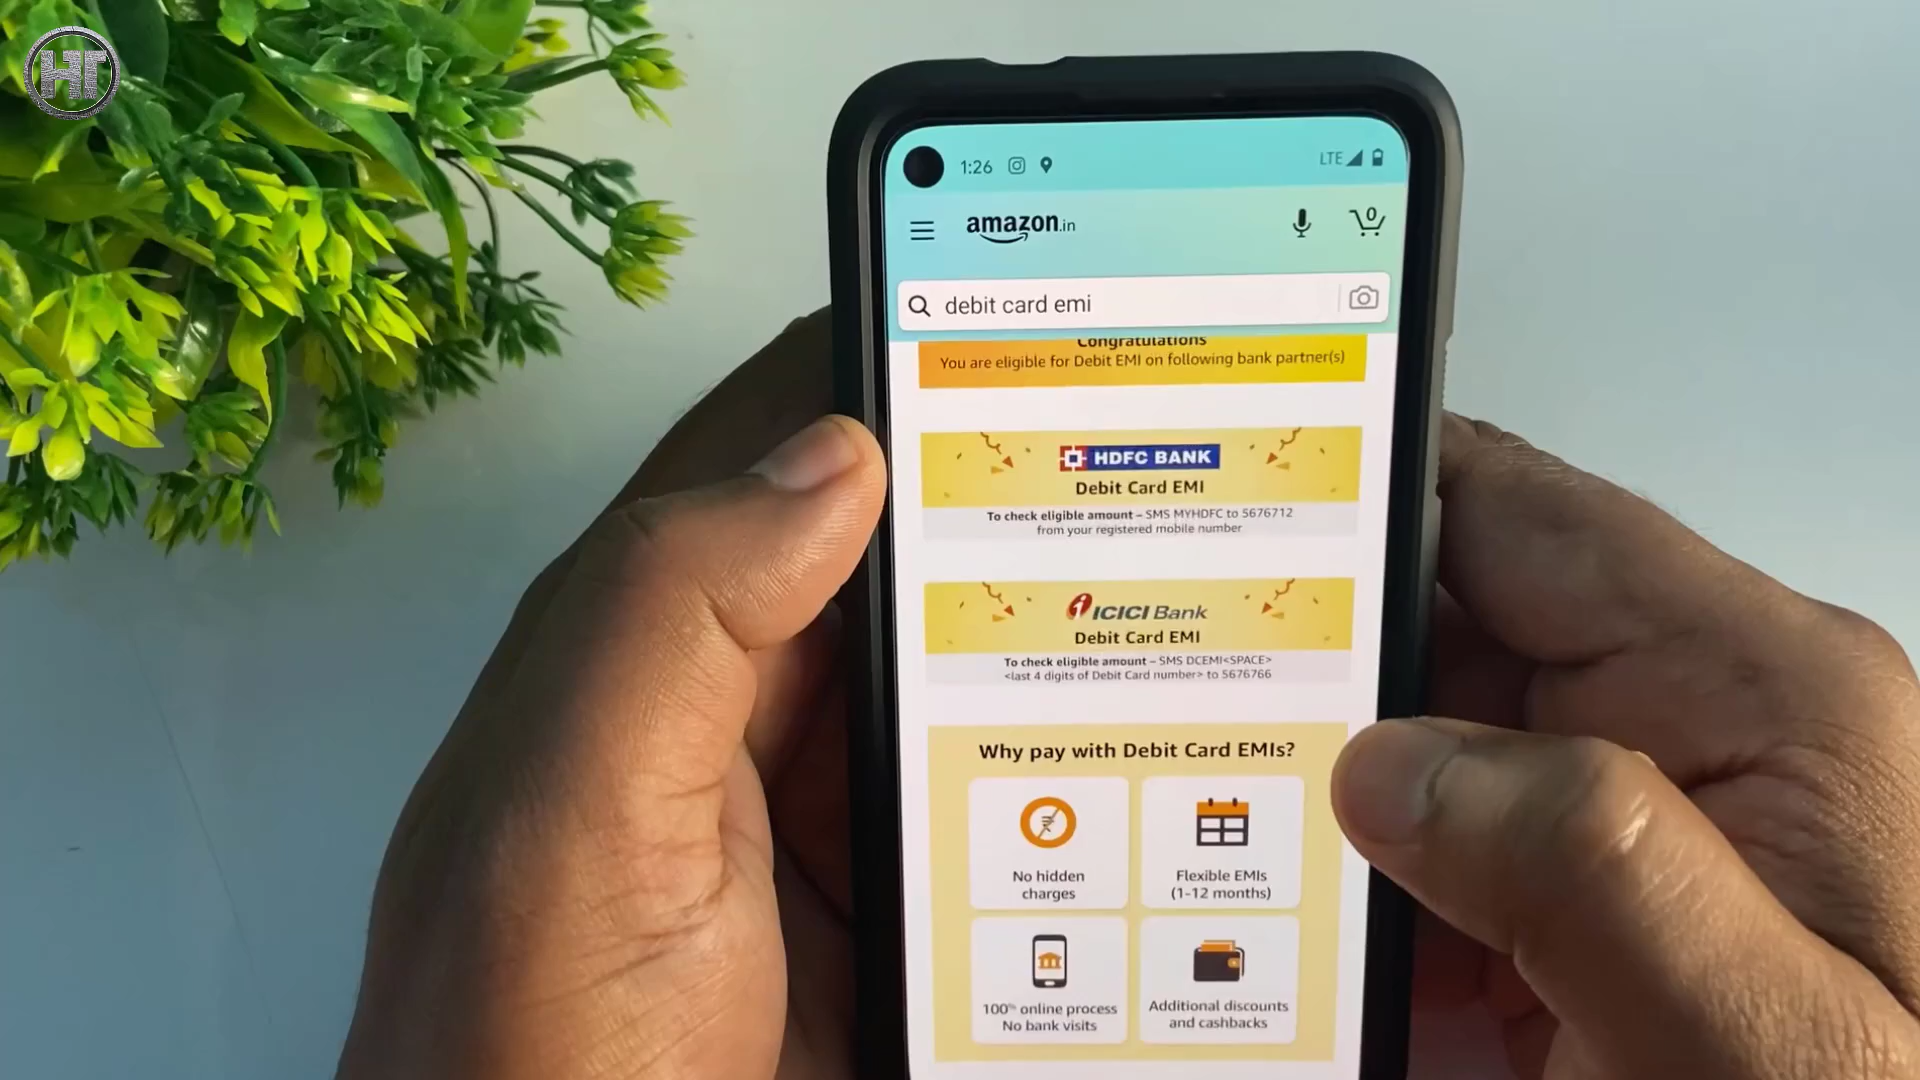 HT
1:26
LTE
amazon.in
0
debit card emi
Congratulations
You are eligible for Debit EMI on following bank partner(s)
HDFC BANK
Debit Card EMI
To check eligible amount – SMS MYHDFC to 5676712
from your registered mobile number
ICICI Bank
Debit Card EMI
To check eligible amount – SMS DCEMI<SPACE>
<last 4 digits of Debit Card number> to 5676766
Why pay with Debit Card EMIs?
No hidden
charges
Flexible EMIs
(1-12 months)
100% online process
No bank visits
Additional discounts
and cashbacks